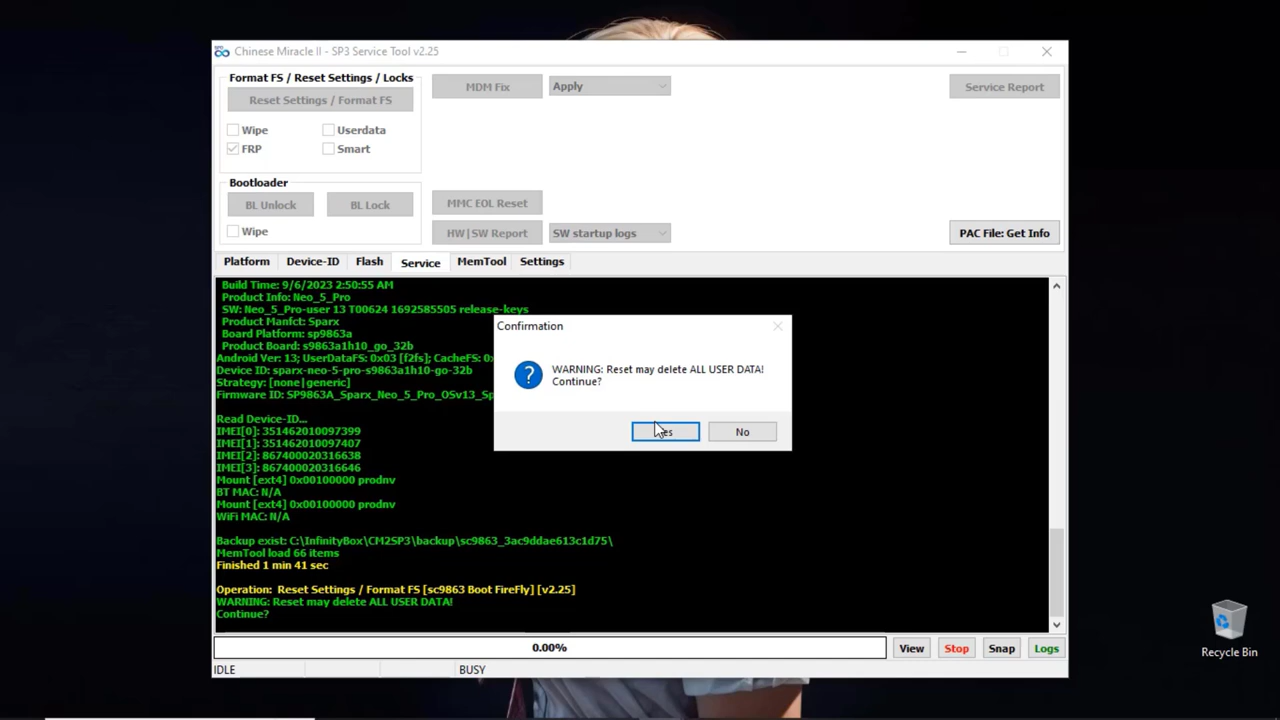 Chinese Miracle II - SP3 Service Tool v2.25
Format FS / Reset Settings / Locks
Reset Settings / Format FS
Wipe
Userdata
FRP
Smart
MDM Fix
Apply
Service Report
Bootloader
BL Unlock
BL Lock
Wipe
MMC EOL Reset
HW|SW Report
SW startup logs
PAC File: Get Info
Platform
Device-ID
Flash
Service
MemTool
Settings
Build Time: 9/6/2023 2:50:55 AM
Product Info: Neo_5_Pro
SW: Neo_5_Pro-user 13 T00624 1692585505 release-keys
Product Manfct: Sparx
Board Platform: sp9863a
Product Board: s9863a1h10_go_32b
Android Ver: 13; UserDataFS: 0x03 [f2fs]; CacheFS: 0x
Device ID: sparx-neo-5-pro-s9863a1h10-go-32b
Strategy: [none|generic]
Firmware ID: SP9863A_Sparx_Neo_5_Pro_OSv13_Sp
Read Device-ID...
IMEI[0]: 351462010097399
IMEI[1]: 351462010097407
IMEI[2]: 867400020316638
IMEI[3]: 867400020316646
Mount [ext4] 0x00100000 prodnv
BT MAC: N/A
Mount [ext4] 0x00100000 prodnv
WiFi MAC: N/A
Backup exist: C:\InfinityBox\CM2SP3\backup\sc9863_3ac9ddae613c1d75\
MemTool load 66 items
Finished 1 min 41 sec
Operation: Reset Settings / Format FS [sc9863 Boot FireFly] [v2.25]
WARNING: Reset may delete ALL USER DATA!
Continue?
Confirmation
WARNING: Reset may delete ALL USER DATA!
Continue?
No
0.00%
View
Stop
Snap
Logs
IDLE
BUSY
Recycle Bin